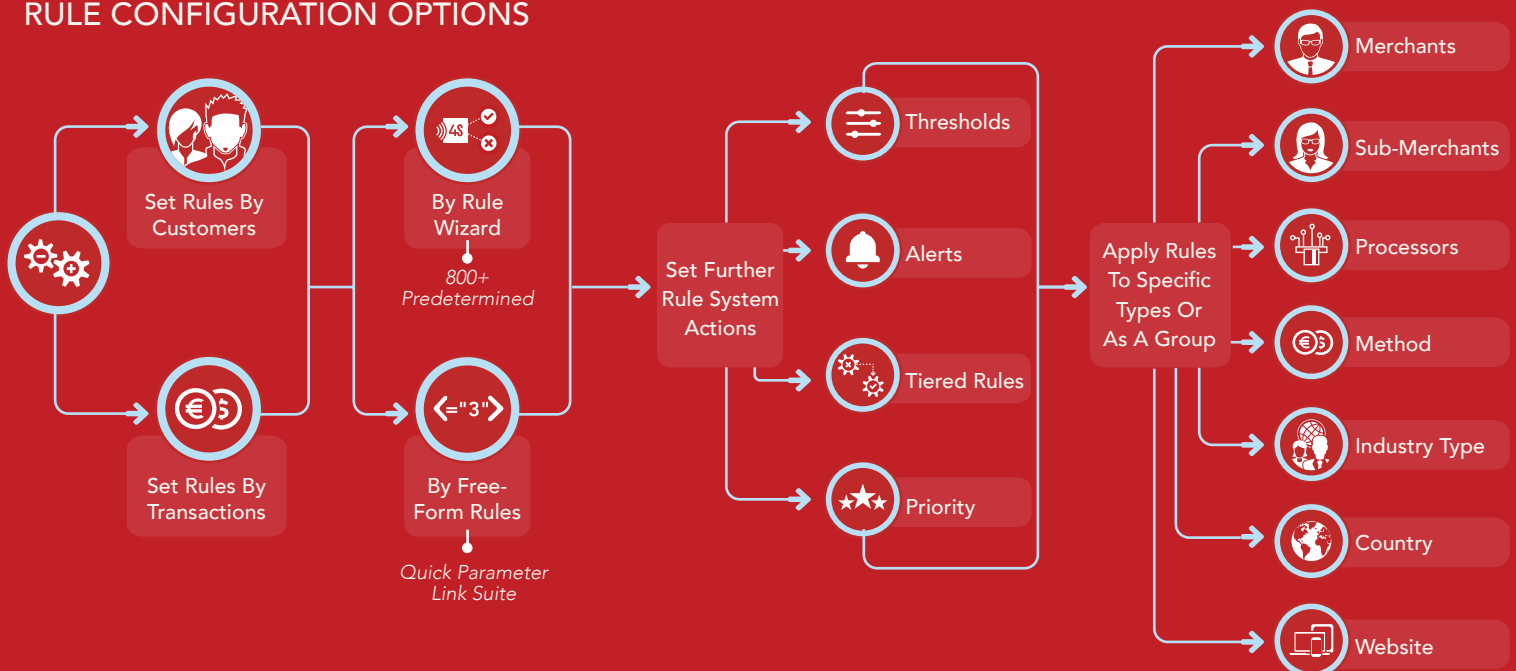 RULE CONFIGURATION OPTIONS
Set Rules By
Customers
Set Rules By
Transactions
4S
By Rule
Wizard
800+
Predetermined
<="3">
By Free-
Form Rules
Quick Parameter
Link Suite
Set Further
Rule System
Actions
Thresholds
Alerts
Tiered Rules
Priority
Apply Rules
To Specific
Types Or
As A Group
Merchants
Sub-Merchants
Processors
Method
Industry Type
Country
Website